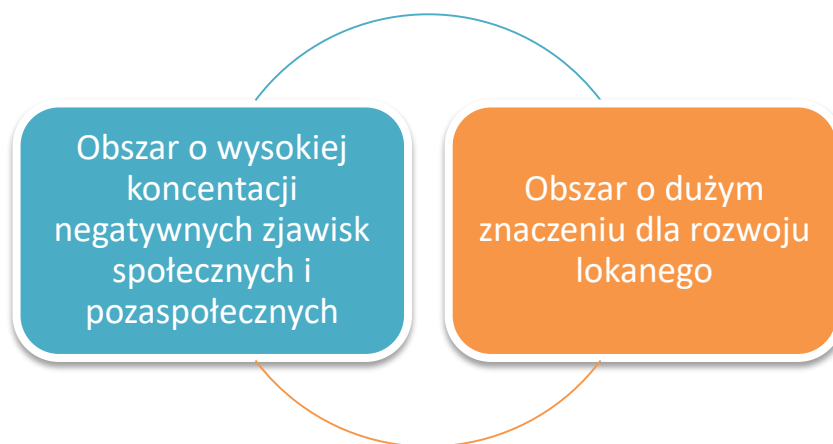 Obszar o wysokiej
koncentacji
negatywnych zjawisk
społecznych i
pozaspołecznych
Obszar o dużym
znaczeniu dla rozwoju
lokanego